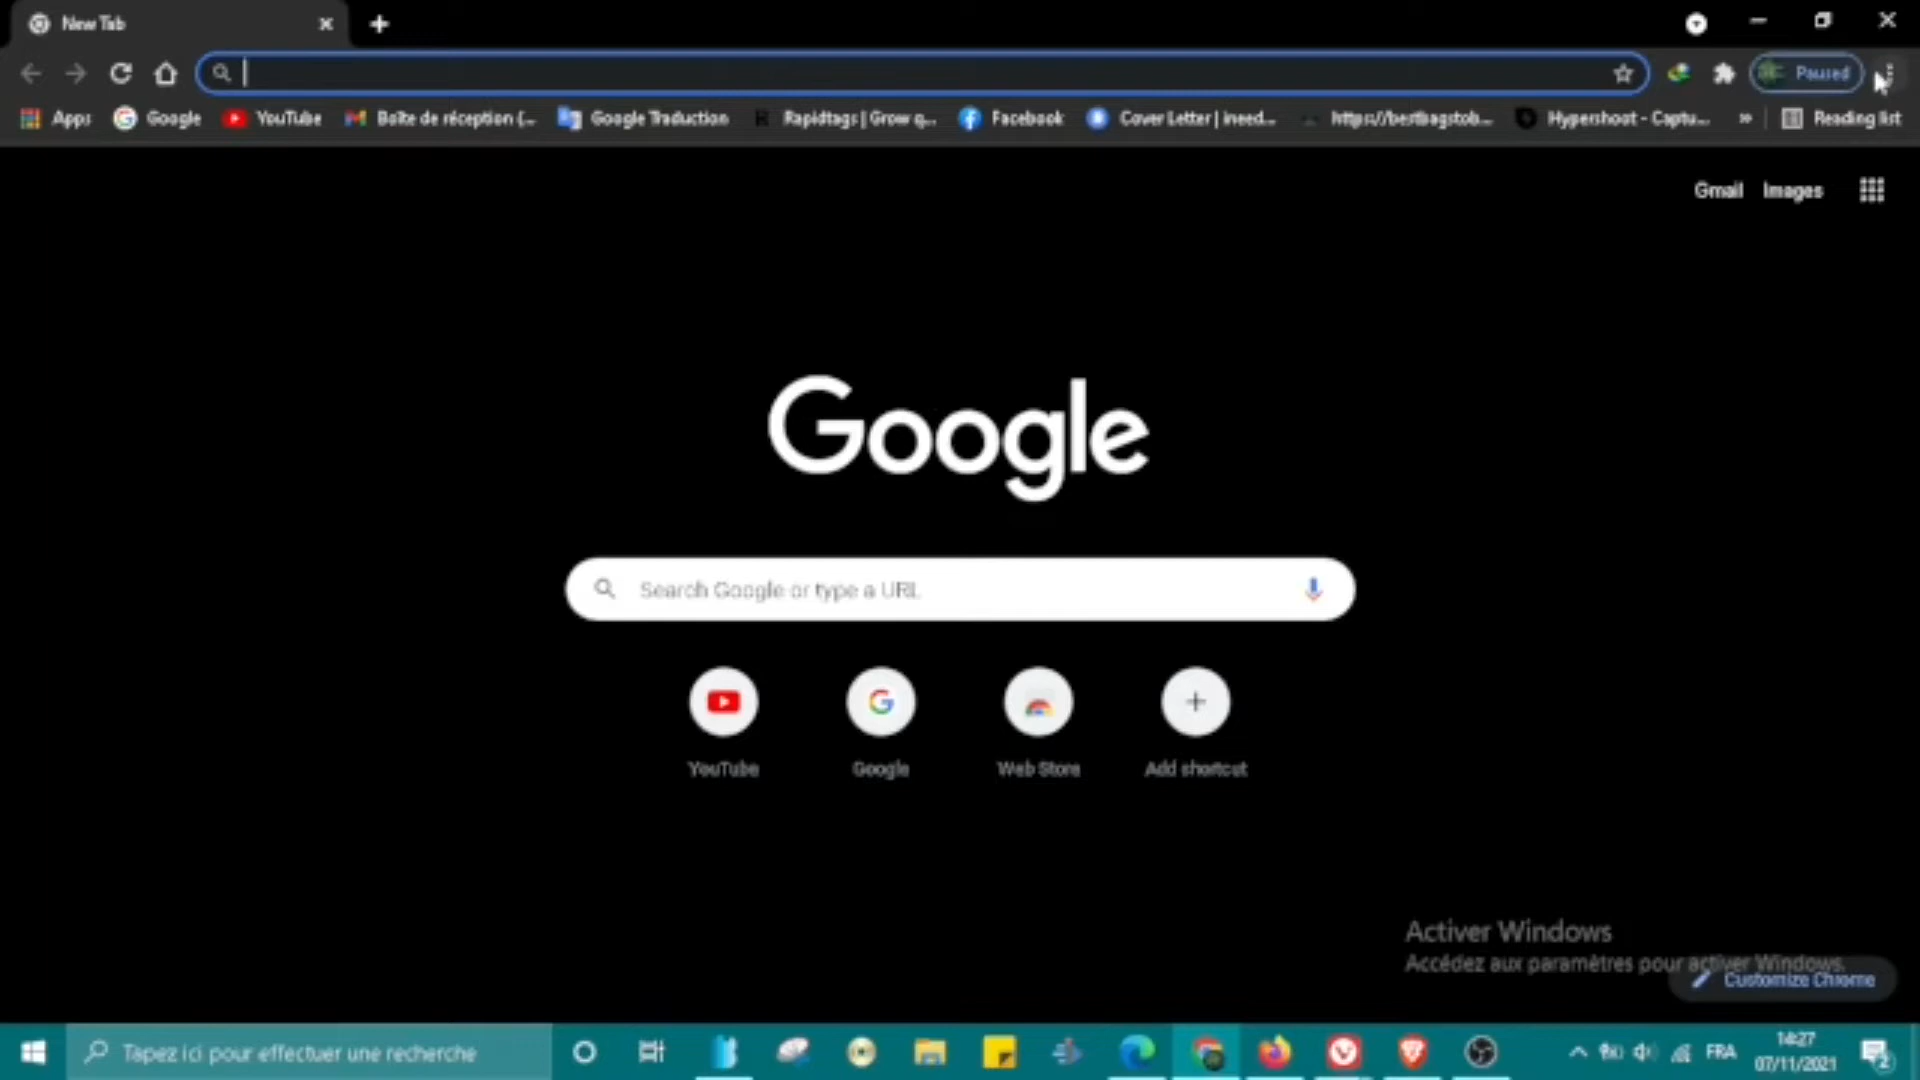 New Tab
Paused
Apps Google YouTube Boîte de réception (... Google Traduction Rapidtags | Grow q... Facebook Cover Letter | ineed... https://bestbagstob... Hypershoot - Captu... » Reading list
Gmail Images
Google
Search Google or type a URL
YouTube Google Web Store Add shortcut
Activer Windows
Accédez aux paramètres pour activer Windows.
Customize Chrome
Tapez ici pour effectuer une recherche
FRA
14:27
07/11/2021
2